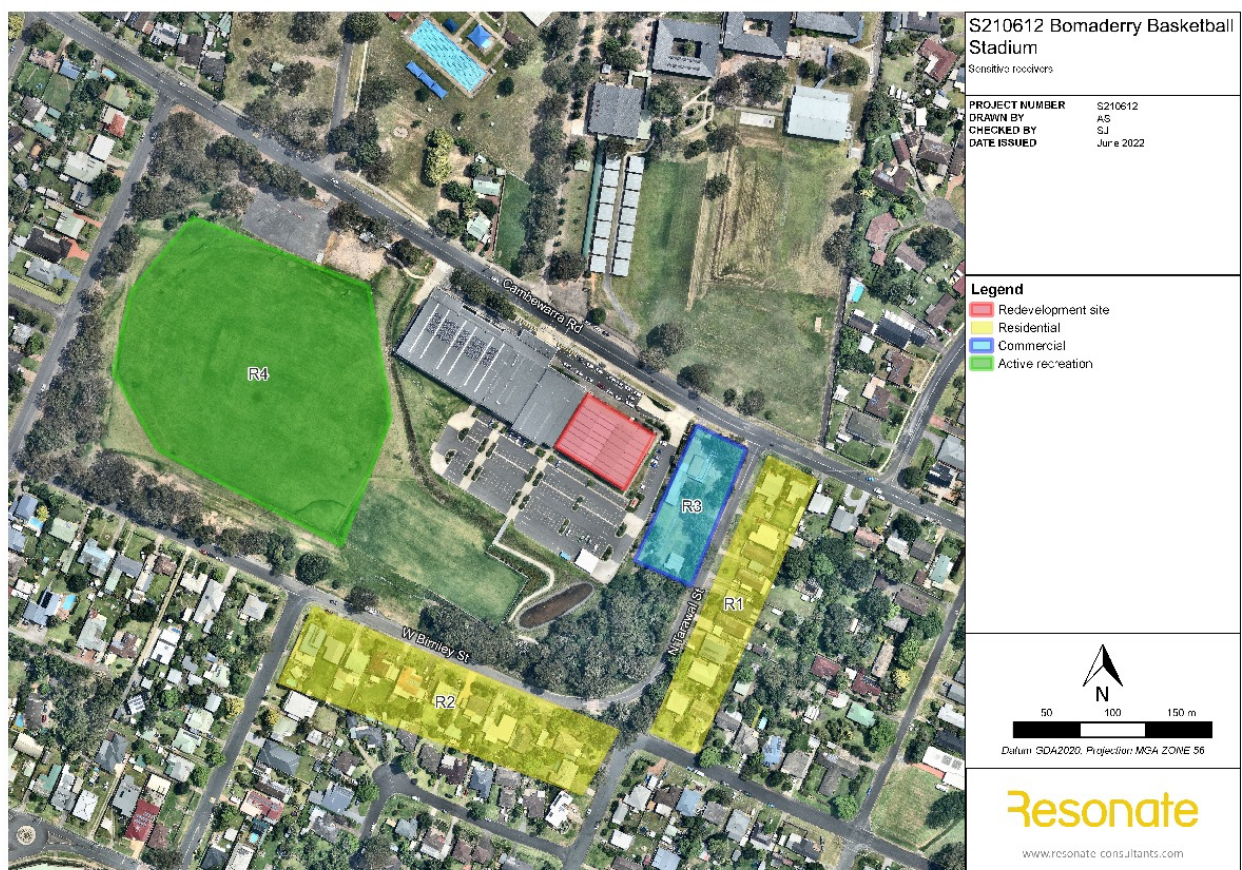 S210612 Bomaderry Basketball
Stadium
Sensitive receivers
PROJECT NUMBER S210612
DRAWN BY AS
CHECKED BY SJ
DATE ISSUED June 2022
Legend
Redevelopment site
Residential
Commercial
Active recreation
Cambewarra Rd
R4
R3
R1
N Tarawal St
W Birriley St
R2
N
50 100 150 m
Datum GDA2020, Projection MGA ZONE 56
Resonate
www.resonate-consultants.com